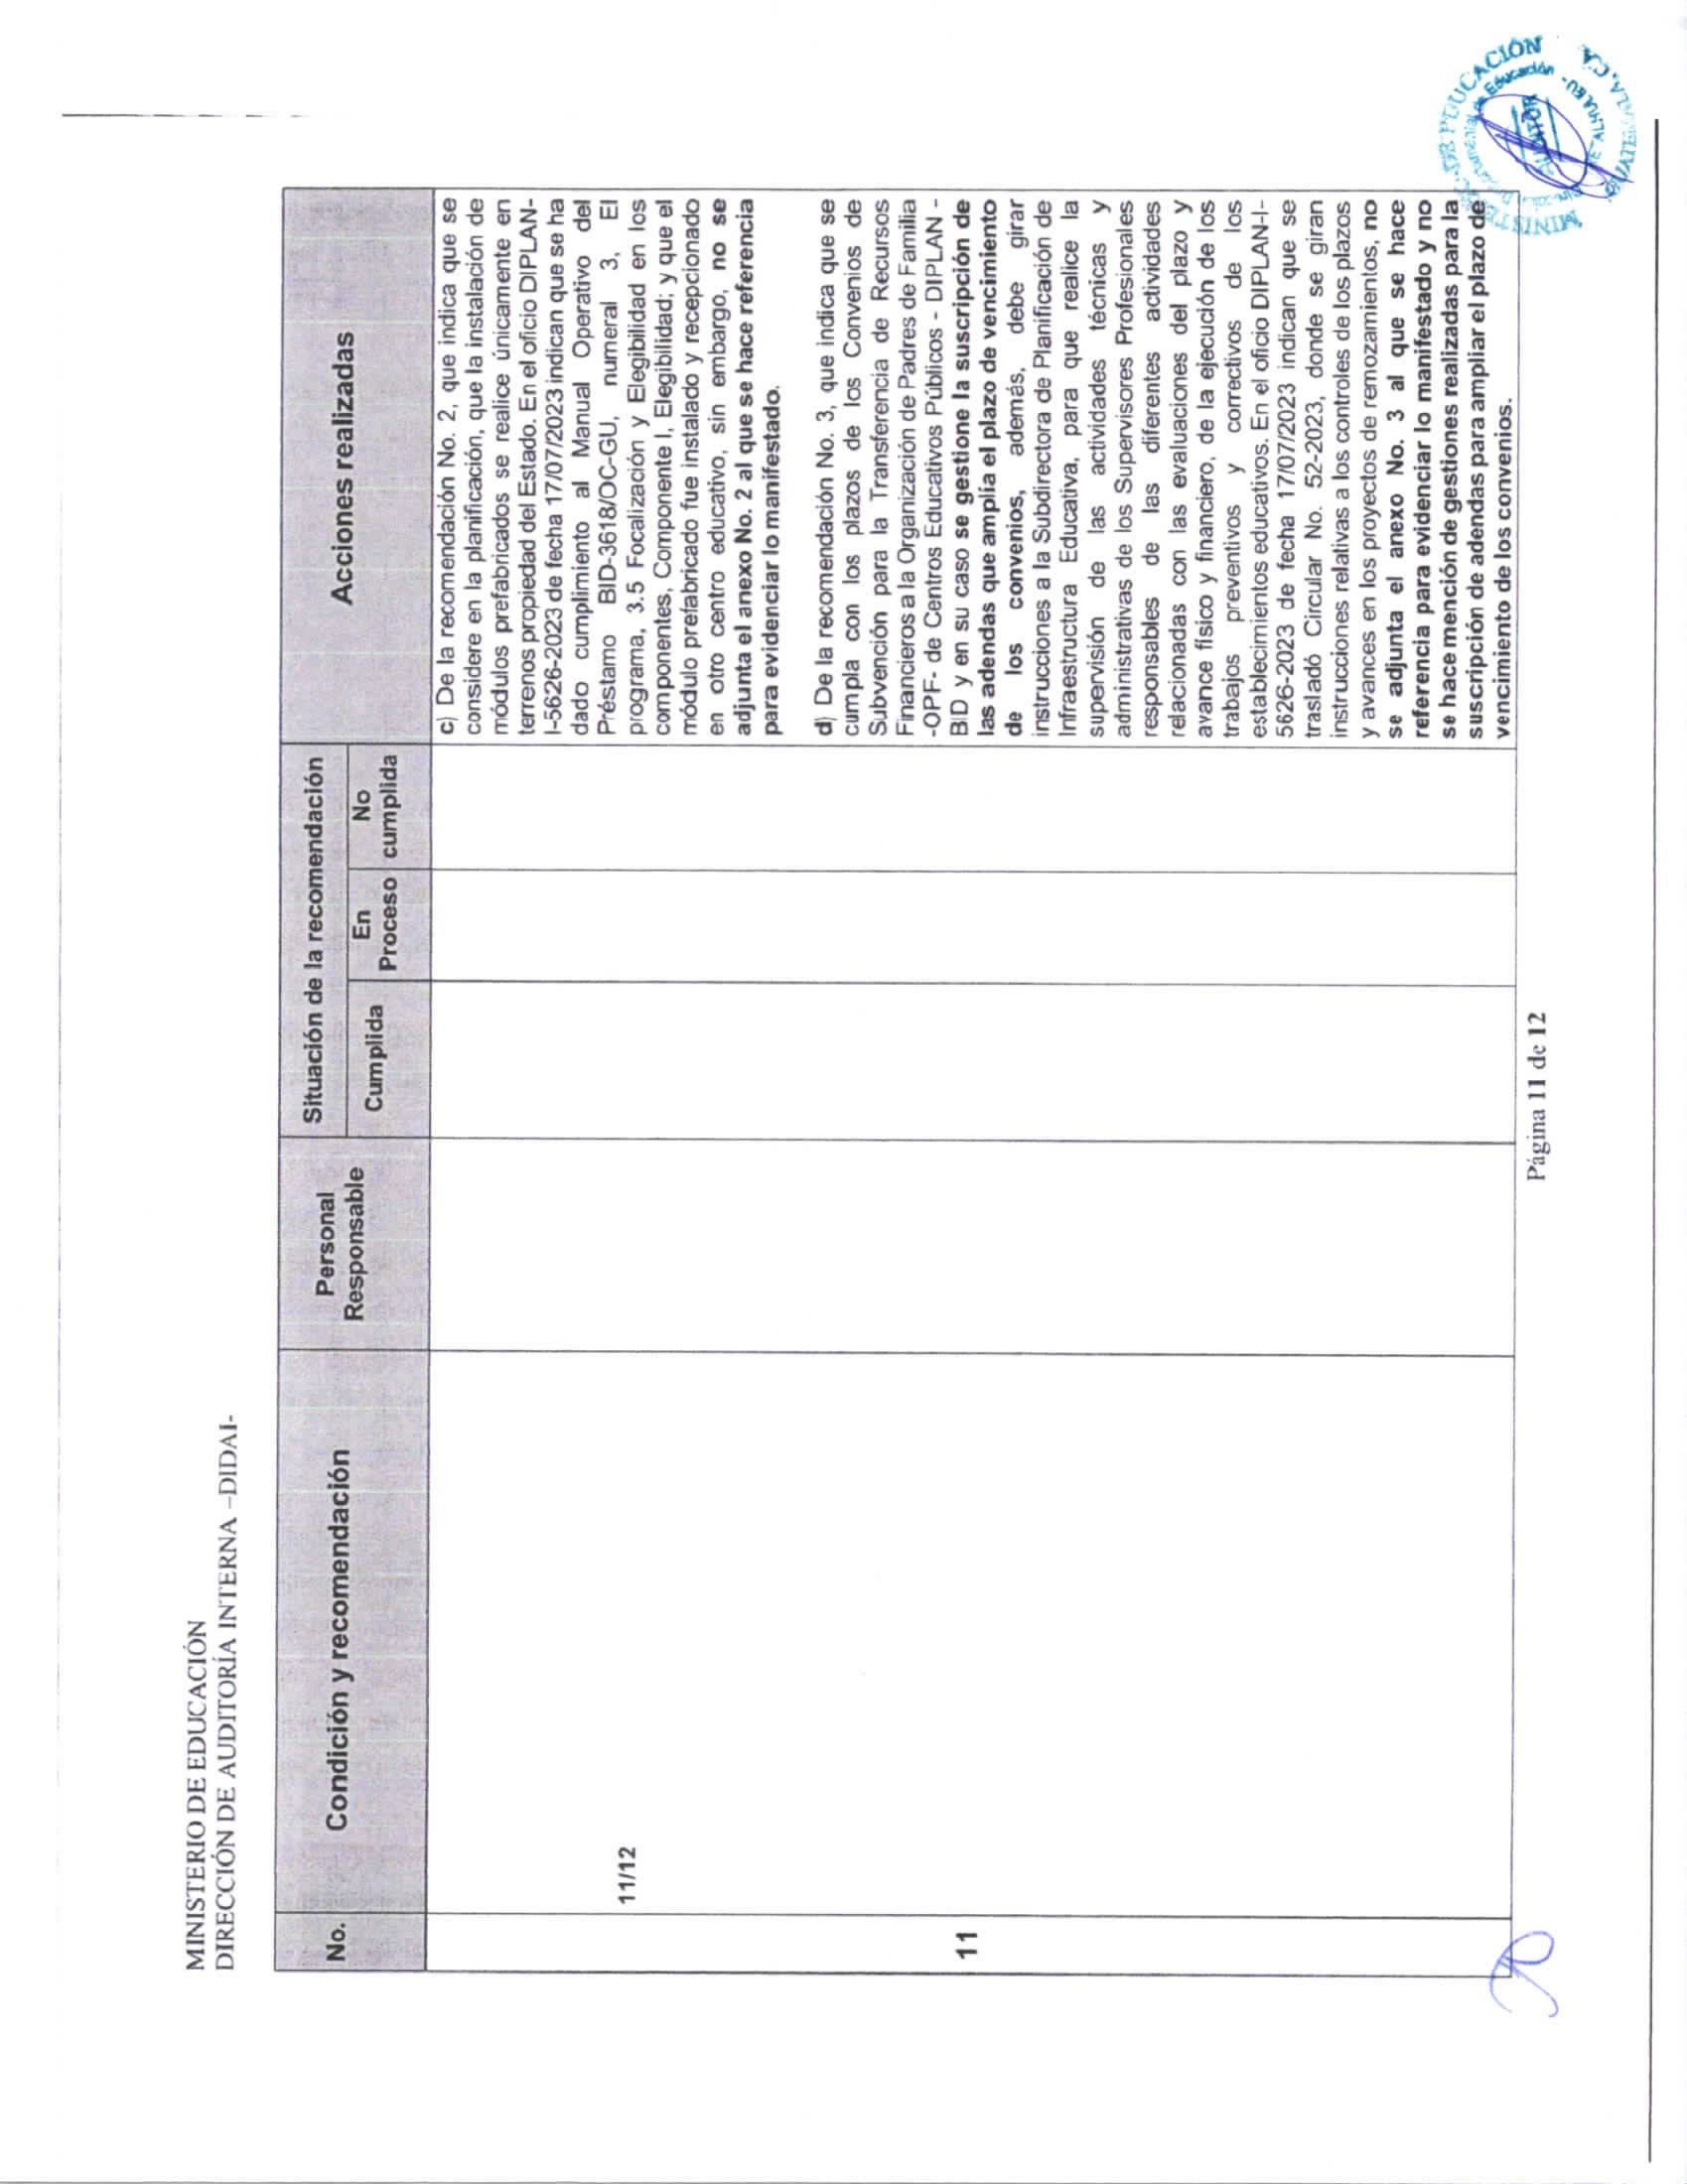 MINISTERIO DE EDUCACIÓN
DIRECCIÓN DE AUDITORÍA INTERNA –DIDAI-
No.
Condición y recomendación
Personal
Responsable
Situación de la recomendación
Cumplida
En
Proceso
No
cumplida
Acciones realizadas
11/12
11
c) De la recomendación No. 2, que indica que se
considere en la planificación, que la instalación de
módulos prefabricados se realice únicamente en
terrenos propiedad del Estado. En el oficio DIPLAN-
I-5626-2023 de fecha 17/07/2023 indican que se ha
dado cumplimiento al Manual Operativo del
Préstamo BID-3618/OC-GU, numeral 3, El
programa, 3.5 Focalización y Elegibilidad en los
componentes, Componente I, Elegibilidad; y que el
módulo prefabricado fue instalado y recepcionado
en otro centro educativo, sin embargo, no se
adjunta el anexo No. 2 al que se hace referencia
para evidenciar lo manifestado.
d) De la recomendación No. 3, que indica que se
cumpla con los plazos de los Convenios de
Subvención para la Transferencia de Recursos
Financieros a la Organización de Padres de Familia
-OPF- de Centros Educativos Públicos - DIPLAN -
BID y en su caso se gestione la suscripción de
las adendas que amplia el plazo de vencimiento
de los convenios, además, debe girar
instrucciones a la Subdirectora de Planificación de
Infraestructura Educativa, para que realice la
supervisión de las actividades técnicas y
administrativas de los Supervisores Profesionales
responsables de las diferentes actividades
relacionadas con las evaluaciones del plazo y
avance físico y financiero, de la ejecución de los
trabajos preventivos y correctivos de los
establecimientos educativos. En el oficio DIPLAN-I-
5626-2023 de fecha 17/07/2023 indican que se
trasladó Circular No. 52-2023, donde se giran
instrucciones relativas a los controles de los plazos
y avances en los proyectos de remozamientos, no
se adjunta el anexo No. 3 al que se hace
referencia para evidenciar lo manifestado y no
se hace mención de gestiones realizadas para la
suscripción de adendas para ampliar el plazo de
vencimiento de los convenios.
Página 11 de 12